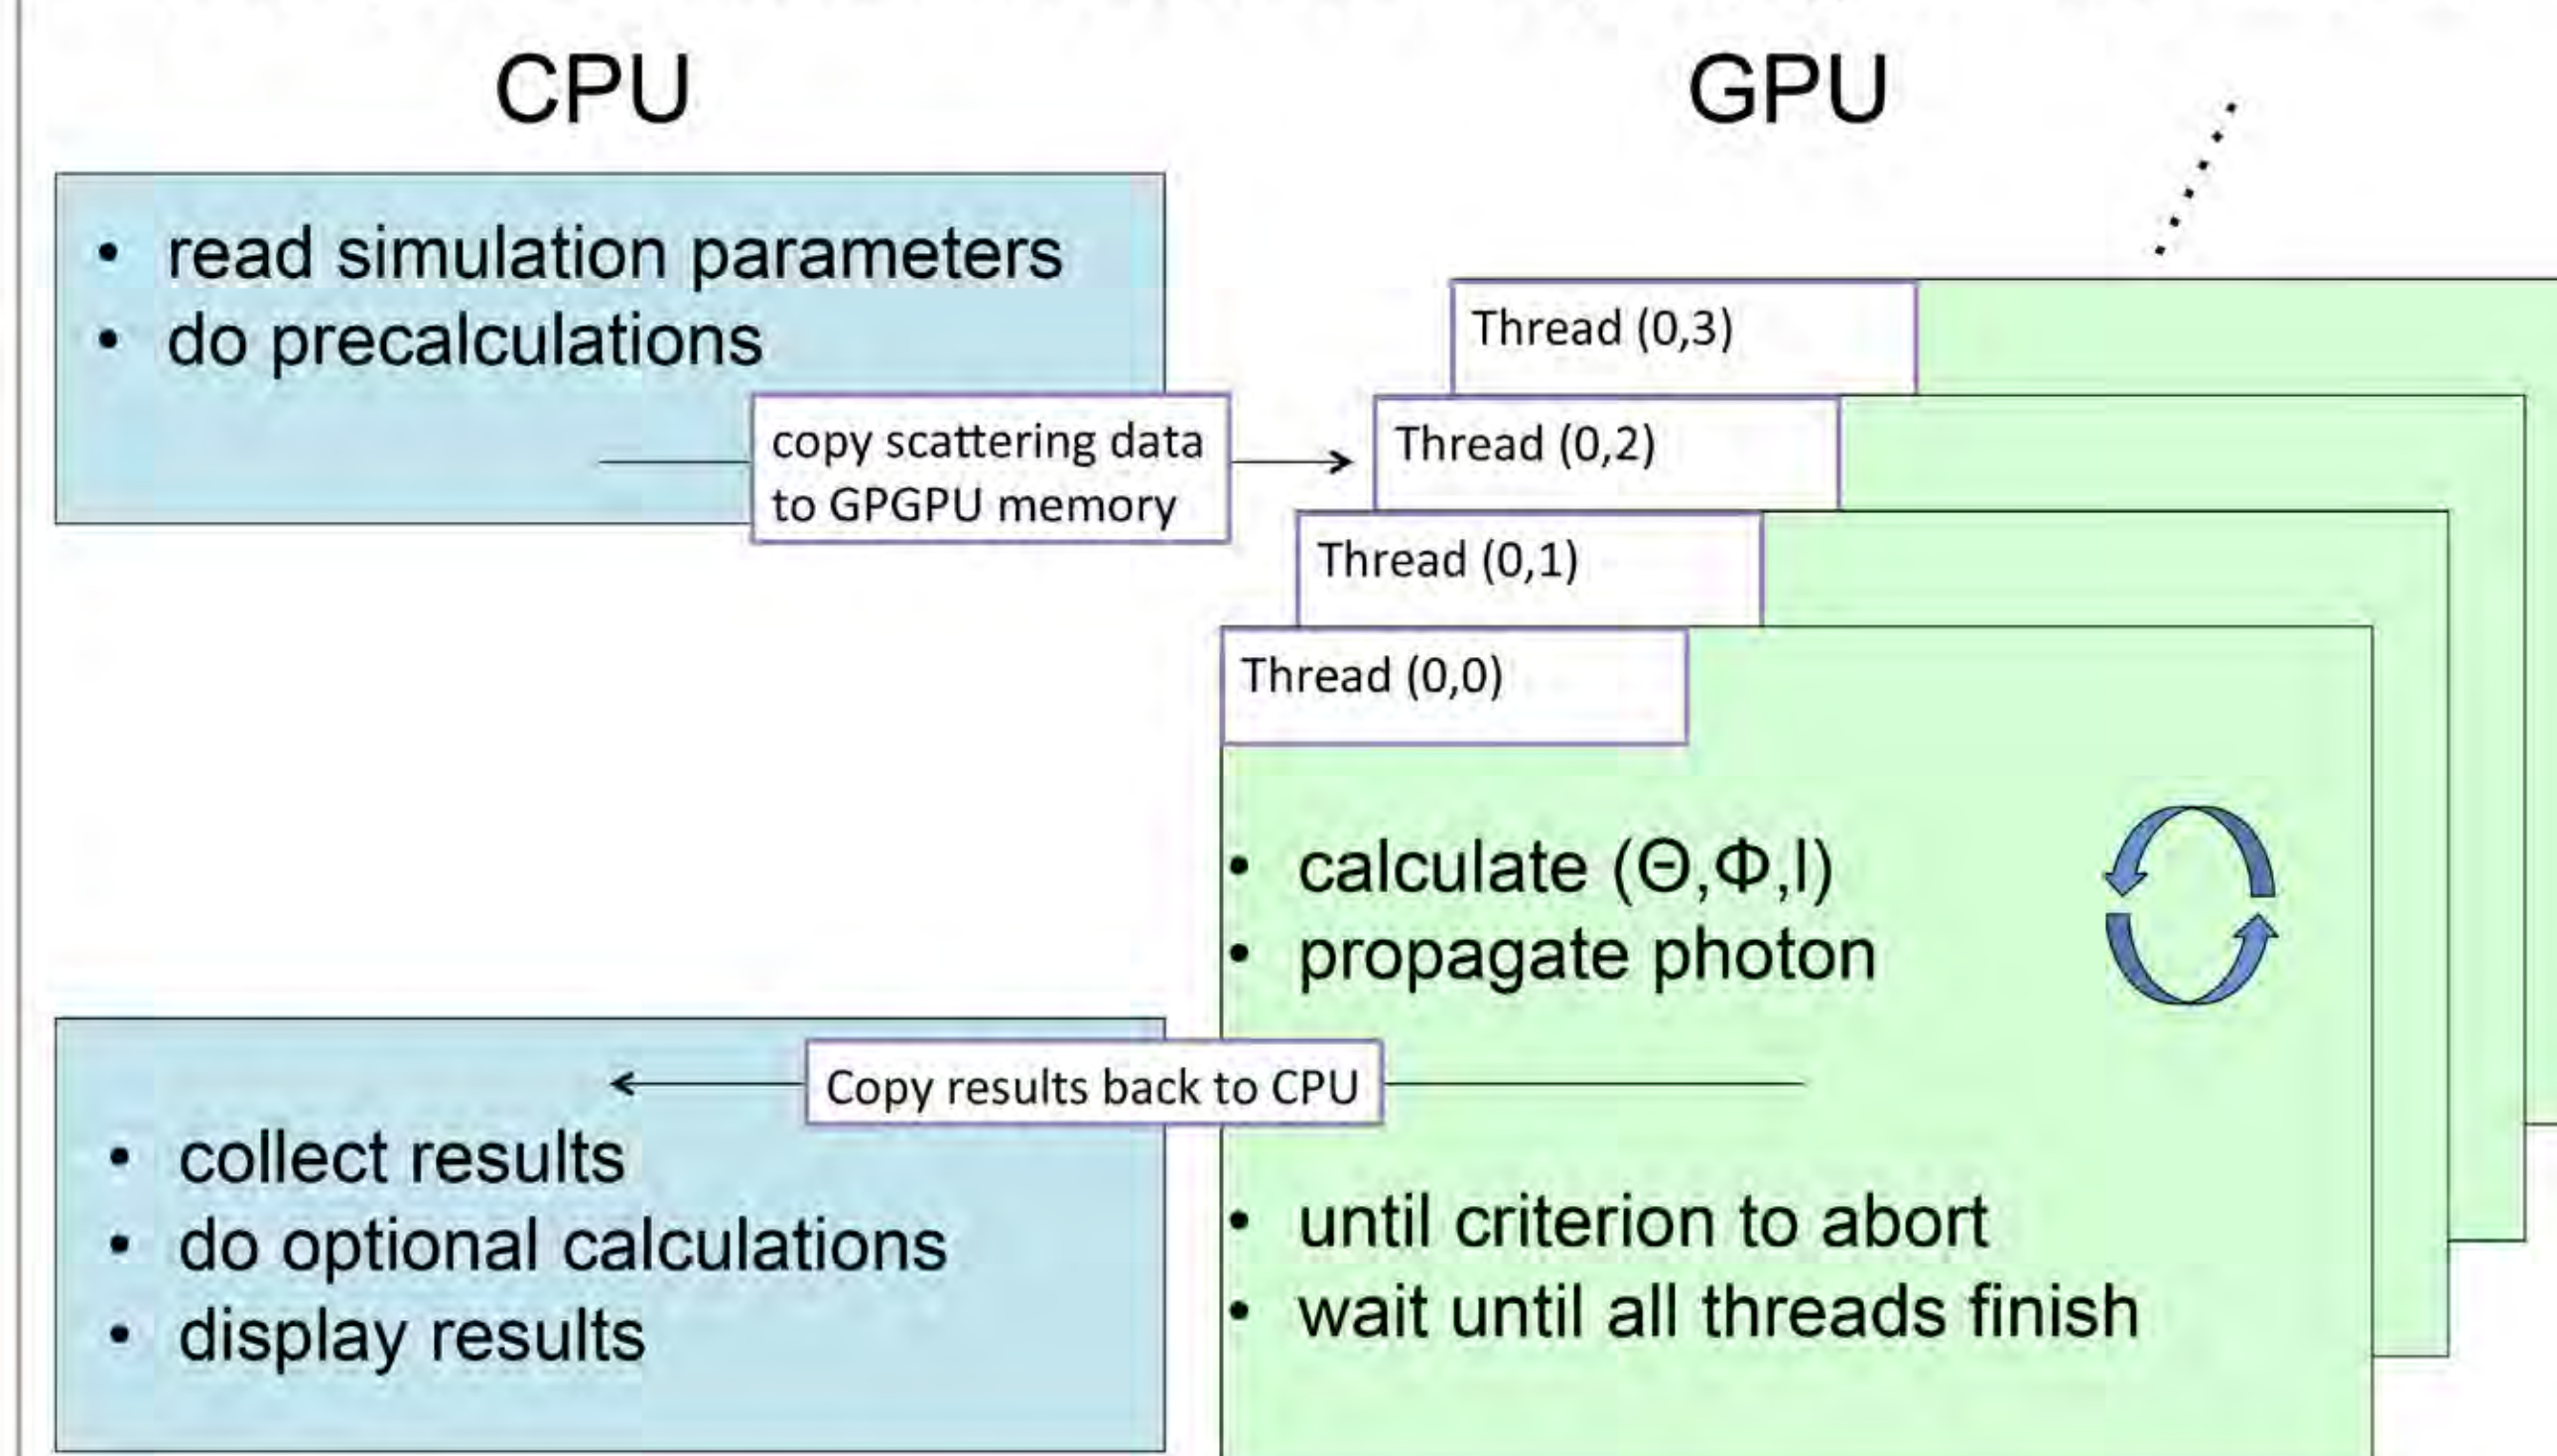 CPU
GPU
• read simulation parameters
• do precalculations
copy scattering data
to GPGPU memory
Thread (0,3)
Thread (0,2)
Thread (0,1)
Thread (0,0)
• calculate (Θ,Φ,l)
• propagate photon
Copy results back to CPU
• collect results
• do optional calculations
• display results
• until criterion to abort
• wait until all threads finish